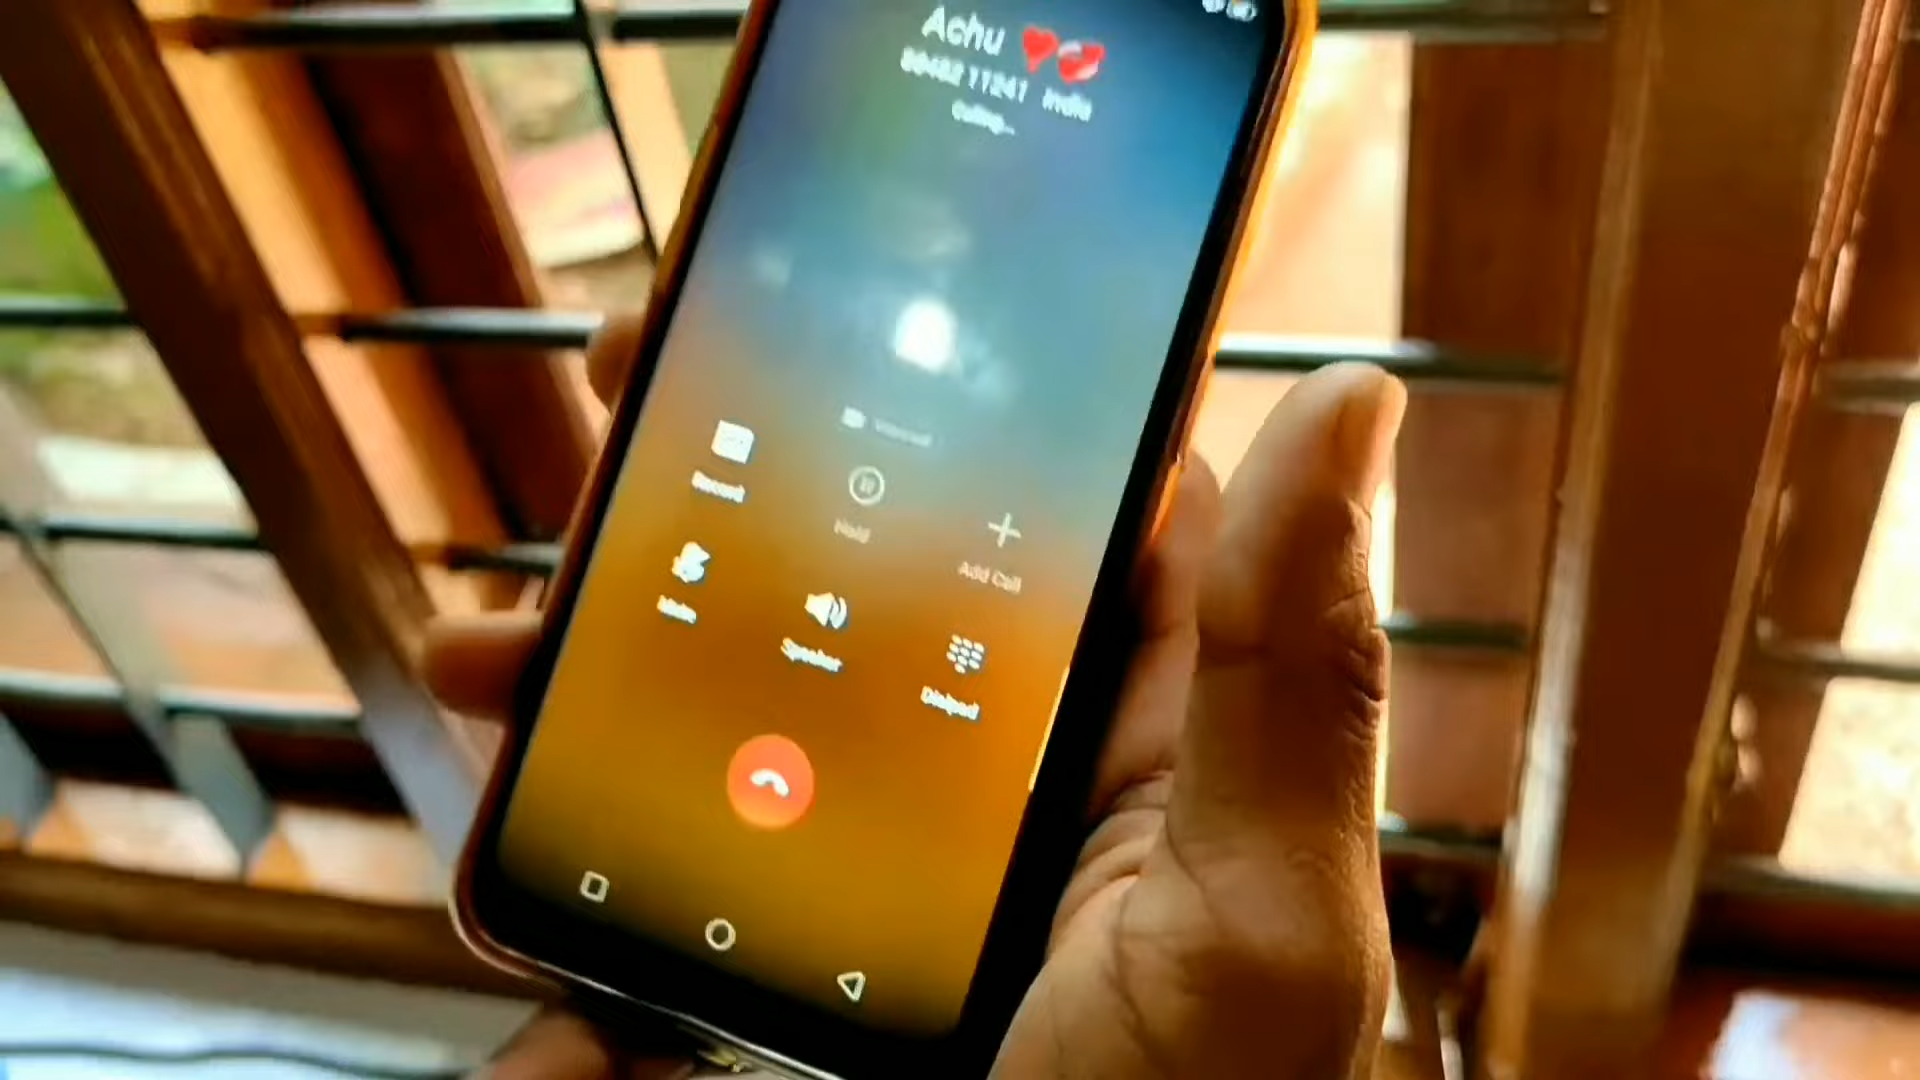 Achu ❤️💞
India
Calling...
Record
Hold
Add Call
Mute
Speaker
Dialpad